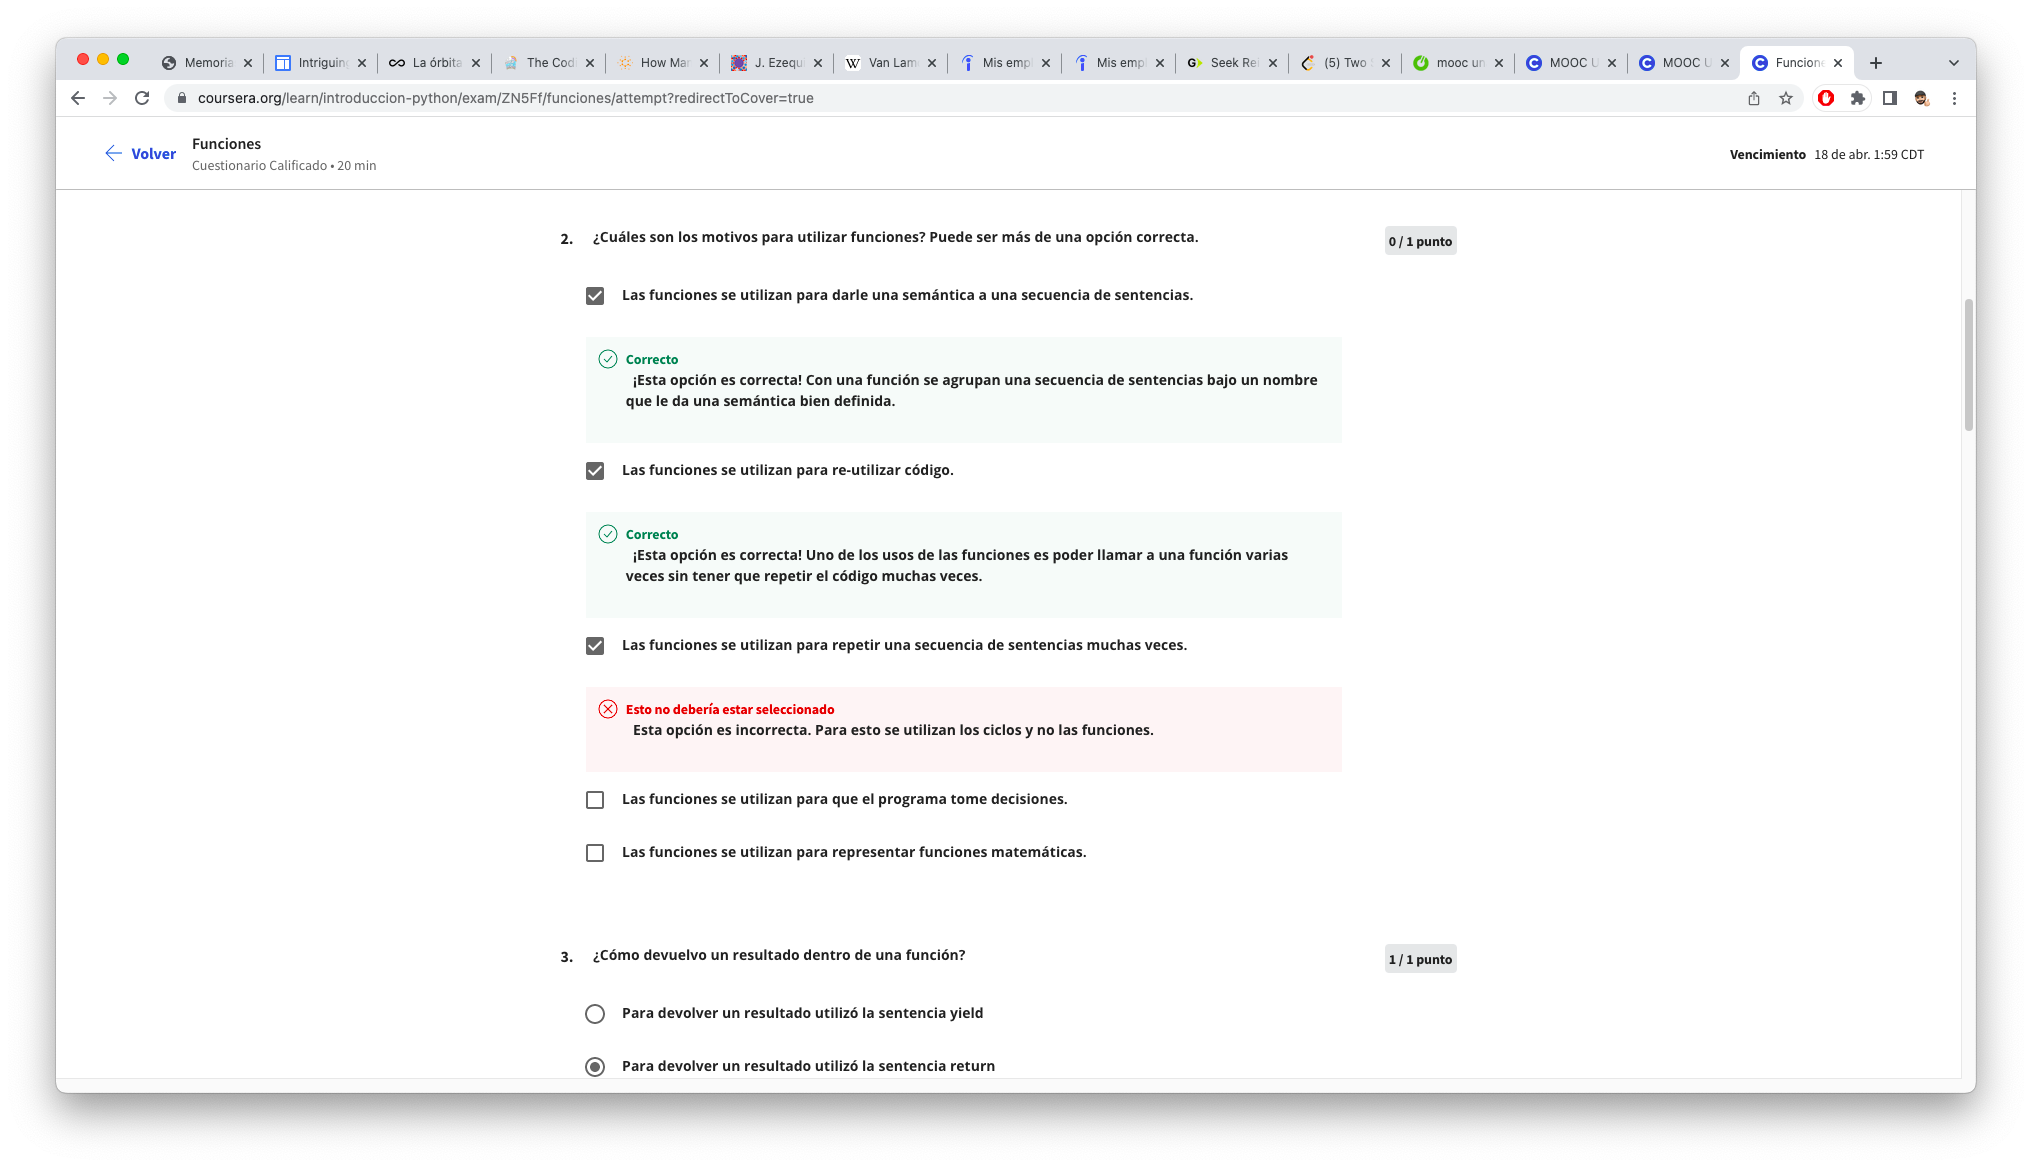 Memoria
Intriguing
La órbita
The Codi
How Mar
J. Ezequi
Van Lam
Mis empl
Mis empl
G
Seek Re
(5) Two
mooc un
MOOC U
MOOC U
Funcione
coursera.org/learn/introduccion-python/exam/ZN5Ff/funciones/attempt?redirectToCover=true
Volver
Funciones
Cuestionario Calificado • 20 min
Vencimiento 18 de abr. 1:59 CDT
2. ¿Cuáles son los motivos para utilizar funciones? Puede ser más de una opción correcta.
0 / 1 punto
Las funciones se utilizan para darle una semántica a una secuencia de sentencias.
Correcto
¡Esta opción es correcta! Con una función se agrupan una secuencia de sentencias bajo un nombre
que le da una semántica bien definida.
Las funciones se utilizan para re-utilizar código.
Correcto
¡Esta opción es correcta! Uno de los usos de las funciones es poder llamar a una función varias
veces sin tener que repetir el código muchas veces.
Las funciones se utilizan para repetir una secuencia de sentencias muchas veces.
Esto no debería estar seleccionado
Esta opción es incorrecta. Para esto se utilizan los ciclos y no las funciones.
Las funciones se utilizan para que el programa tome decisiones.
Las funciones se utilizan para representar funciones matemáticas.
3. ¿Cómo devuelvo un resultado dentro de una función?
1 / 1 punto
Para devolver un resultado utilizó la sentencia yield
Para devolver un resultado utilizó la sentencia return